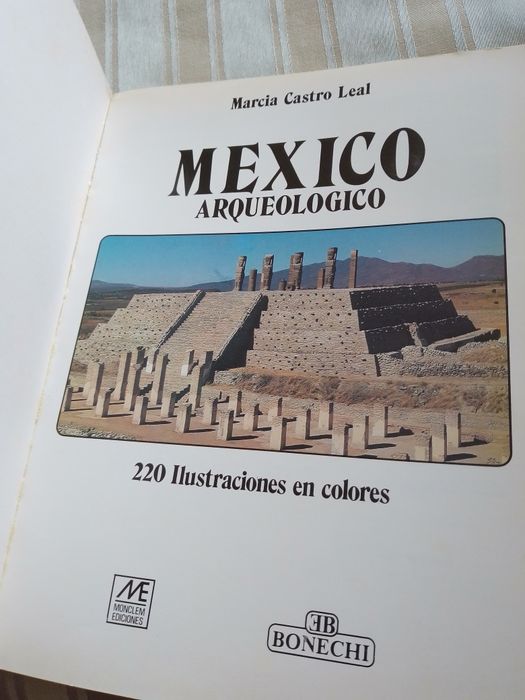 Marcia Castro Leal
MEXICO
ARQUEOLOGICO
220 Ilustraciones en colores
ME
MONCLEM
EDICIONES
EB
BONECHI